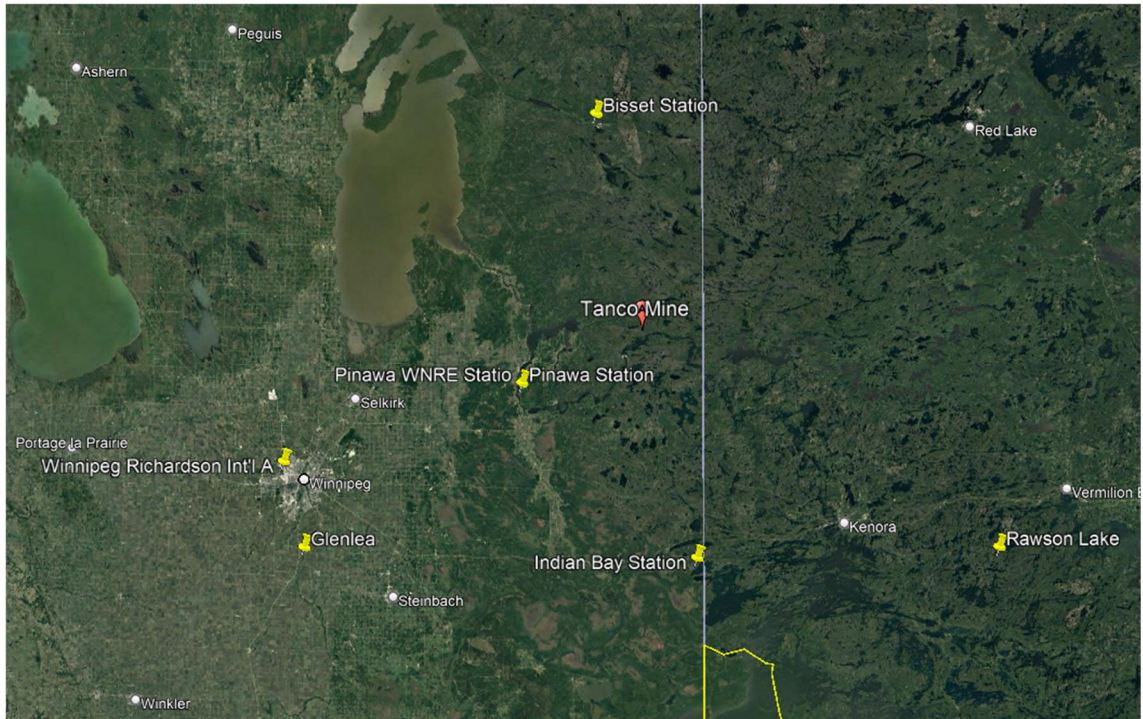 Peguis
Ashern
Bisset Station
Red Lake
Tanco Mine
Pinawa WNRE Statio
Pinawa Station
Selkirk
Portage la Prairie
Winnipeg Richardson Int'l A
Winnipeg
Vermilion B
Kenora
Glenlea
Rawson Lake
Indian Bay Station
Steinbach
Winkler